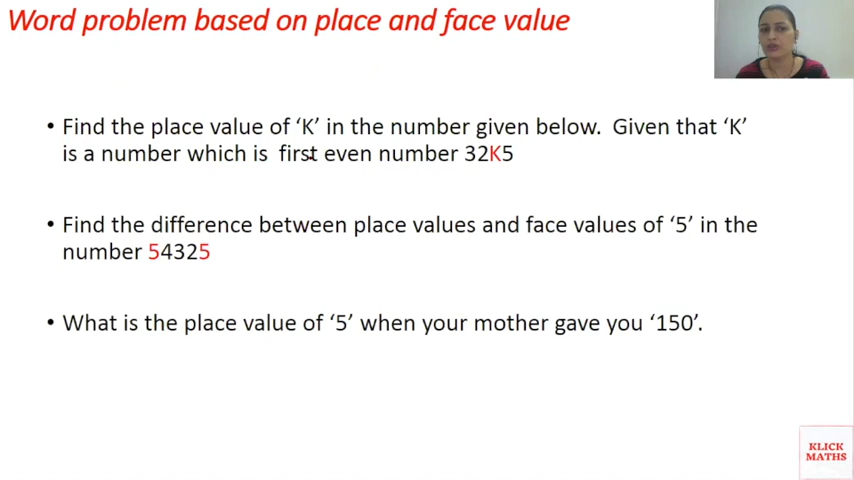 Word problem based on place and face value
• Find the place value of ‘K’ in the number given below.  Given that ‘K’
is a number which is  first even number 32K5
• Find the difference between place values and face values of ‘5’ in the
number 54325
• What is the place value of ‘5’ when your mother gave you ‘150’.
KLICK
MATHS